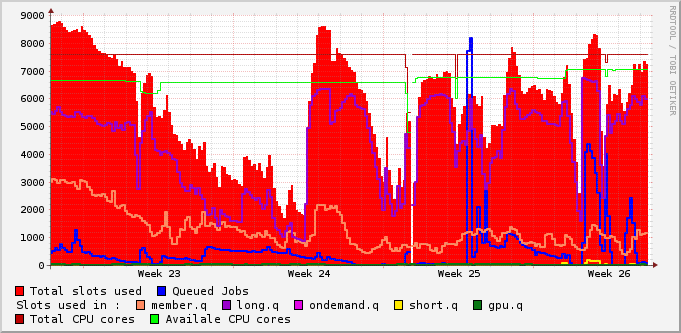 9000
8000
7000
6000
5000
4000
3000
2000
1000
0
Week 23 Week 24 Week 25 Week 26
Total slots used Queued Jobs
Slots used in : member.q long.q ondemand.q short.q gpu.q
Total CPU cores Availale CPU cores
RRDTOOL / TOBI OETIKER